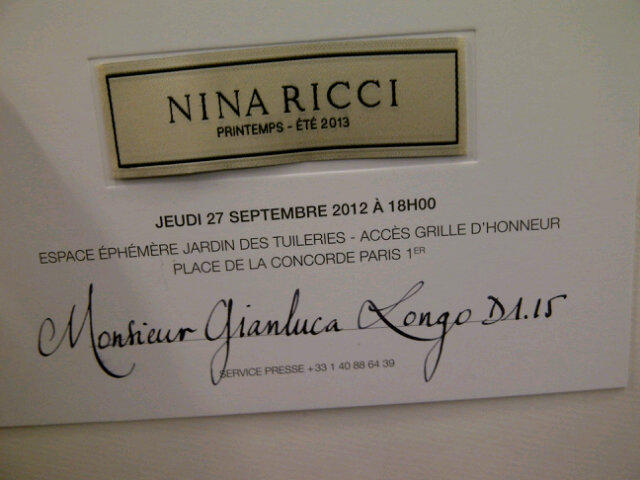 NINA RICCI
PRINTEMPS - ÉTÉ 2013
JEUDI 27 SEPTEMBRE 2012 À 18H00
ESPACE ÉPHÉMÈRE JARDIN DES TUILERIES - ACCÈS GRILLE D'HONNEUR
PLACE DE LA CONCORDE PARIS 1ER
Monsieur Gianluca Longo D1.15
SERVICE PRESSE +33 1 40 88 64 39